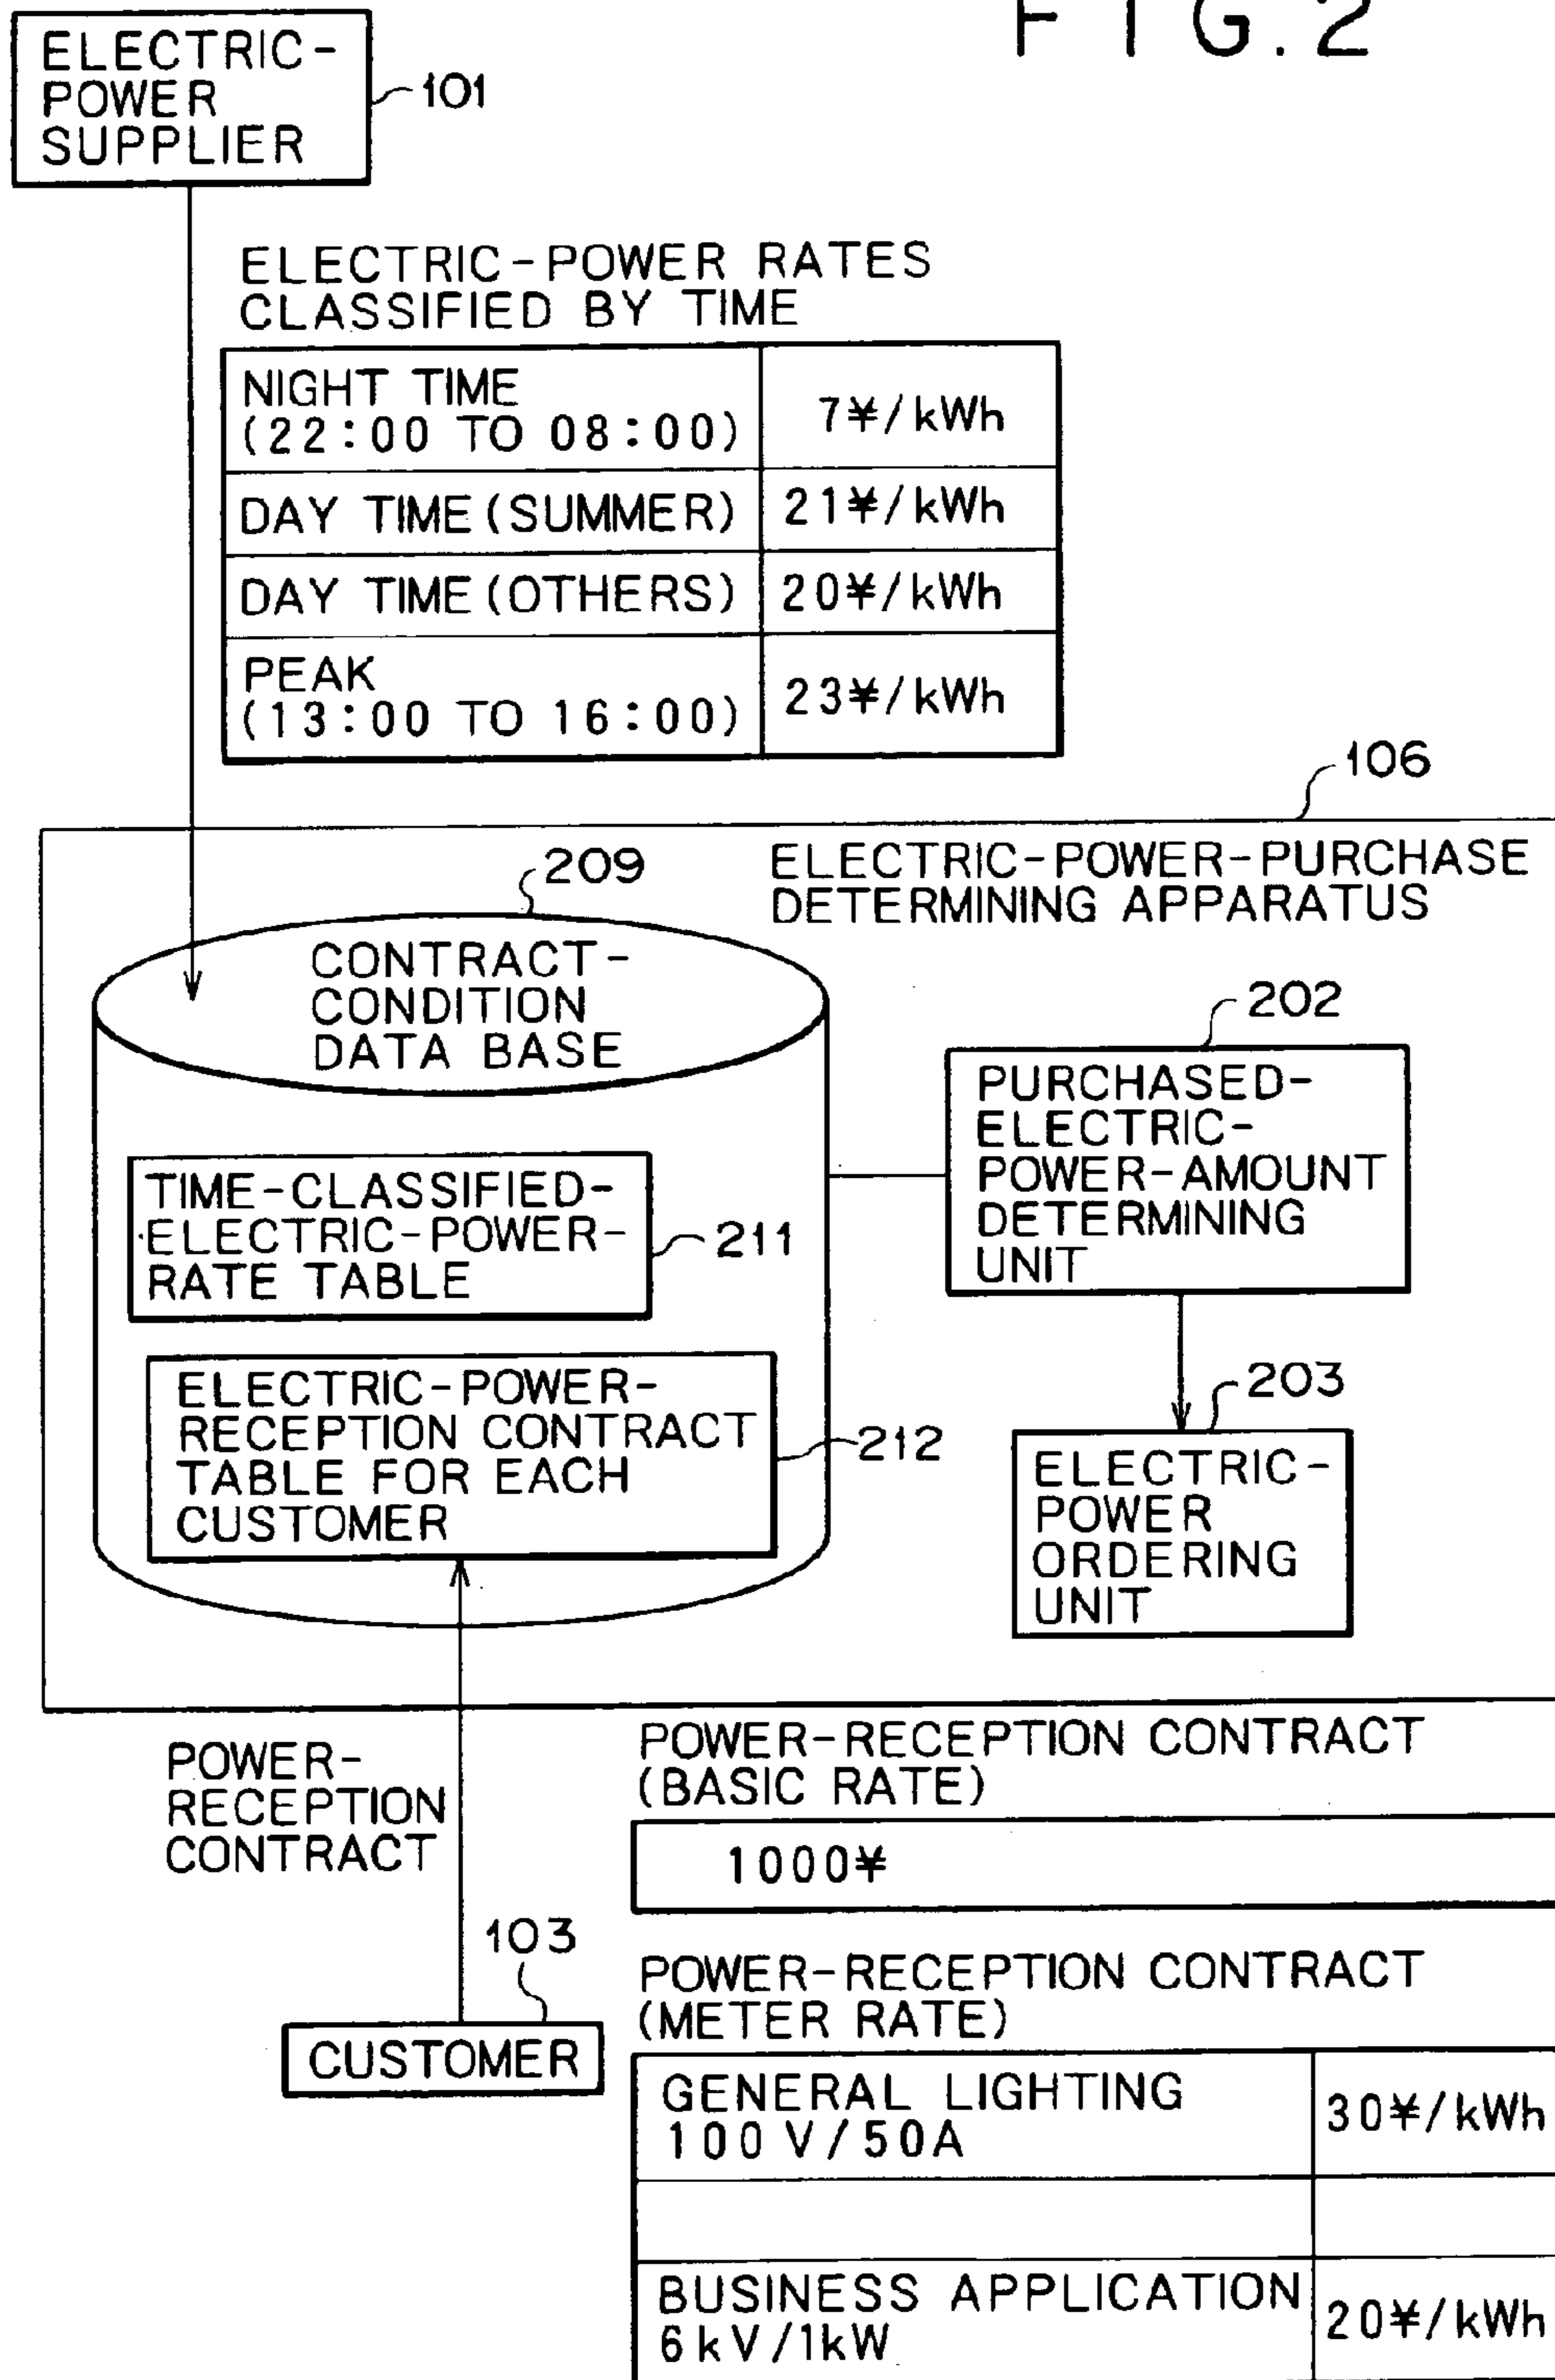 FIG.2
ELECTRIC-
POWER
SUPPLIER
101
ELECTRIC-POWER RATES
CLASSIFIED BY TIME
NIGHT TIME
(22:00 TO 08:00)
7¥/kWh
DAY TIME(SUMMER)
21¥/kWh
DAY TIME(OTHERS)
20¥/kWh
PEAK
(13:00 TO 16:00)
23¥/kWh
106
ELECTRIC-POWER-PURCHASE
DETERMINING APPARATUS
209
CONTRACT-
CONDITION
DATA BASE
202
PURCHASED-
ELECTRIC-
POWER-AMOUNT
DETERMINING
UNIT
TIME-CLASSIFIED-
ELECTRIC-POWER-
RATE TABLE
211
ELECTRIC-POWER-
RECEPTION CONTRACT
TABLE FOR EACH
CUSTOMER
212
203
ELECTRIC-
POWER
ORDERING
UNIT
POWER-
RECEPTION
CONTRACT
POWER-RECEPTION CONTRACT
(BASIC RATE)
1000¥
103
CUSTOMER
POWER-RECEPTION CONTRACT
(METER RATE)
GENERAL LIGHTING
100V/50A
30¥/kWh
BUSINESS APPLICATION
6kV/1kW
20¥/kWh